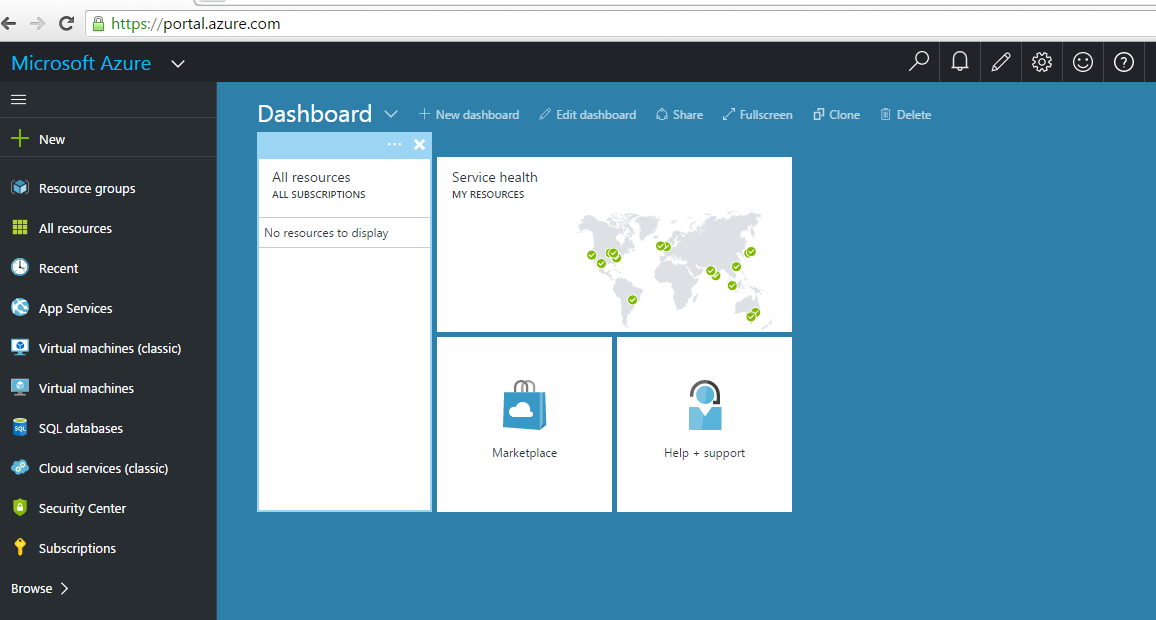 https://portal.azure.com
Microsoft Azure
Dashboard
New dashboard
Edit dashboard
Share
Fullscreen
Clone
Delete
New
Resource groups
All resources
Recent
App Services
Virtual machines (classic)
Virtual machines
SQL
SQL databases
Cloud services (classic)
Security Center
Subscriptions
Browse
All resources
ALL SUBSCRIPTIONS
No resources to display
Service health
MY RESOURCES
Marketplace
Help + support